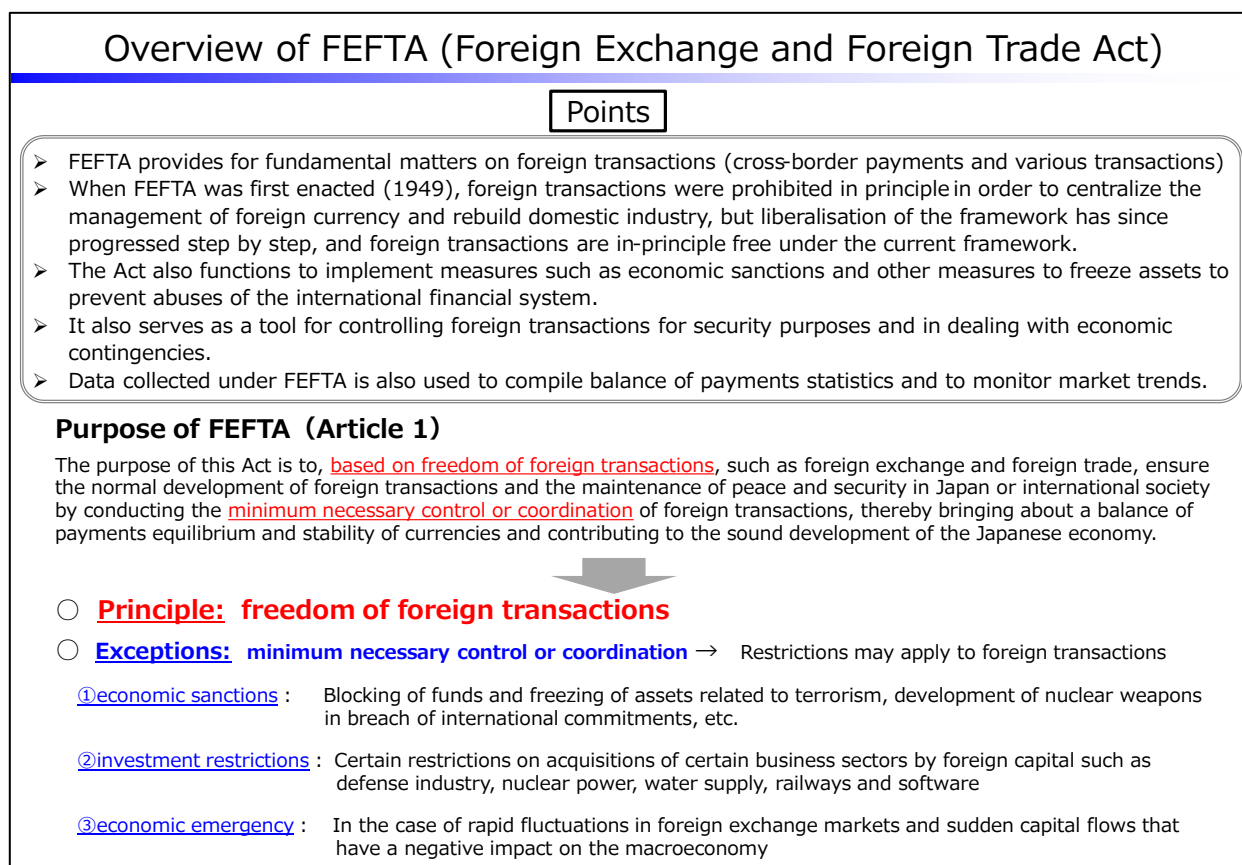 Overview of FEFTA (Foreign Exchange and Foreign Trade Act)
Points
➢ FEFTA provides for fundamental matters on foreign transactions (cross-border payments and various transactions)
➢ When FEFTA was first enacted (1949), foreign transactions were prohibited in principle in order to centralize the
management of foreign currency and rebuild domestic industry, but liberalisation of the framework has since
progressed step by step, and foreign transactions are in-principle free under the current framework.
➢ The Act also functions to implement measures such as economic sanctions and other measures to freeze assets to
prevent abuses of the international financial system.
➢ It also serves as a tool for controlling foreign transactions for security purposes and in dealing with economic
contingencies.
➢ Data collected under FEFTA is also used to compile balance of payments statistics and to monitor market trends.
Purpose of FEFTA（Article 1）
The purpose of this Act is to, based on freedom of foreign transactions, such as foreign exchange and foreign trade, ensure
the normal development of foreign transactions and the maintenance of peace and security in Japan or international society
by conducting the minimum necessary control or coordination of foreign transactions, thereby bringing about a balance of
payments equilibrium and stability of currencies and contributing to the sound development of the Japanese economy.
○ Principle: freedom of foreign transactions
○ Exceptions: minimum necessary control or coordination → Restrictions may apply to foreign transactions
①economic sanctions : Blocking of funds and freezing of assets related to terrorism, development of nuclear weapons
in breach of international commitments, etc.
②investment restrictions : Certain restrictions on acquisitions of certain business sectors by foreign capital such as
defense industry, nuclear power, water supply, railways and software
③economic emergency : In the case of rapid fluctuations in foreign exchange markets and sudden capital flows that
have a negative impact on the macroeconomy